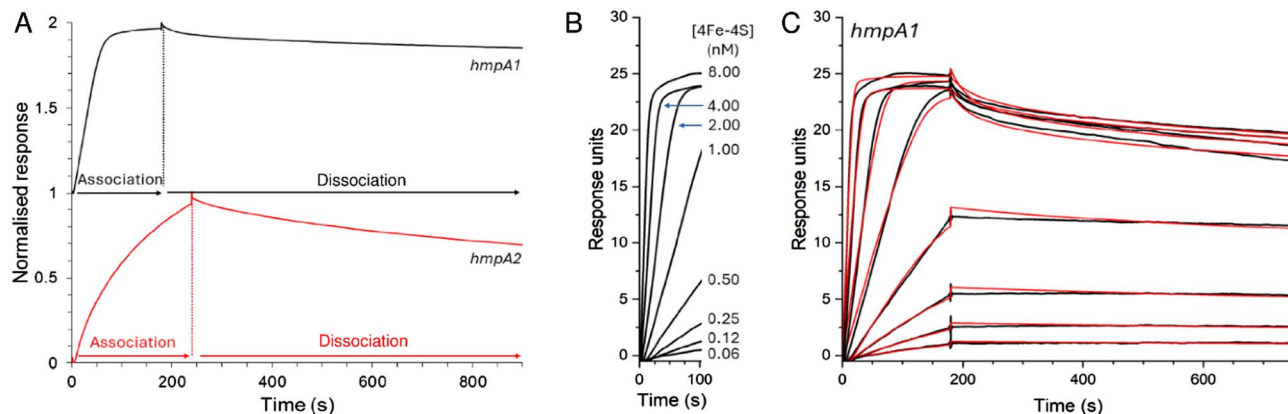 A
Normalised response
2
1.5
1
0.5
0
hmpA1
Association
Dissociation
hmpA2
Association
Dissociation
0
200
400
600
800
Time (s)
B
Response units
30
25
20
15
10
5
0
[4Fe-4S]
(nM)
8.00
4.00
2.00
1.00
0.50
0.25
0.12
0.06
0
50
100
Time (s)
C
hmpA1
Response units
30
25
20
15
10
5
0
0
200
400
600
Time (s)